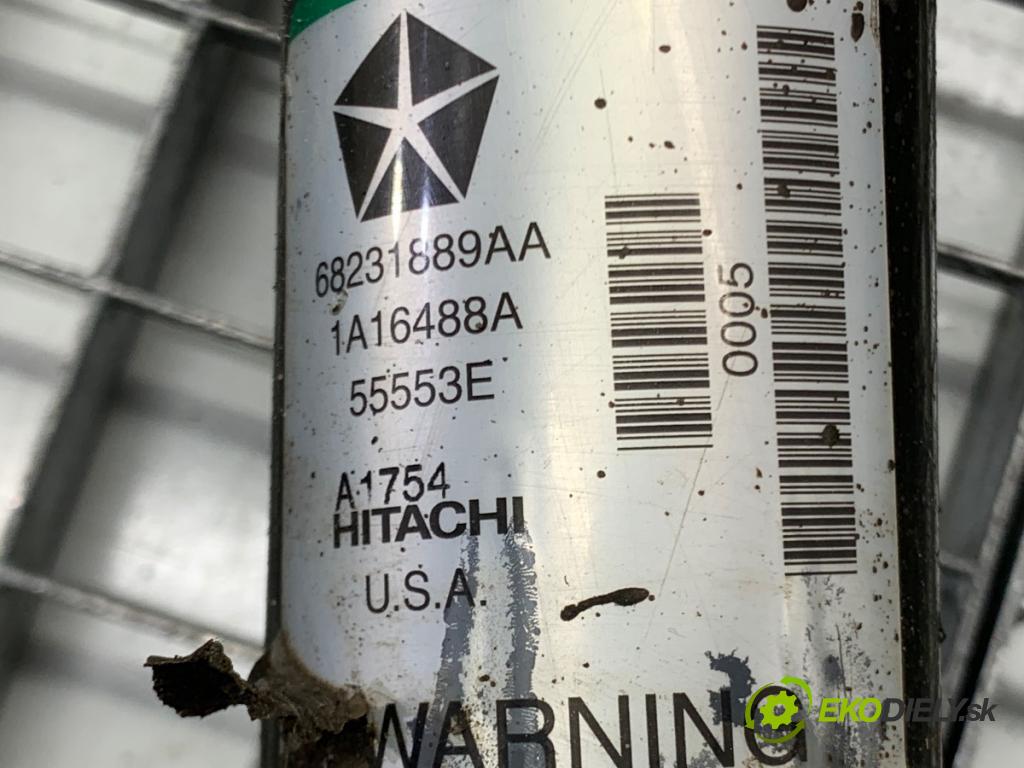 68231889AA
1A16488A
55553E
A1754
HITACHI
U.S.A.
0005
WARNING
EKODIELY.sk